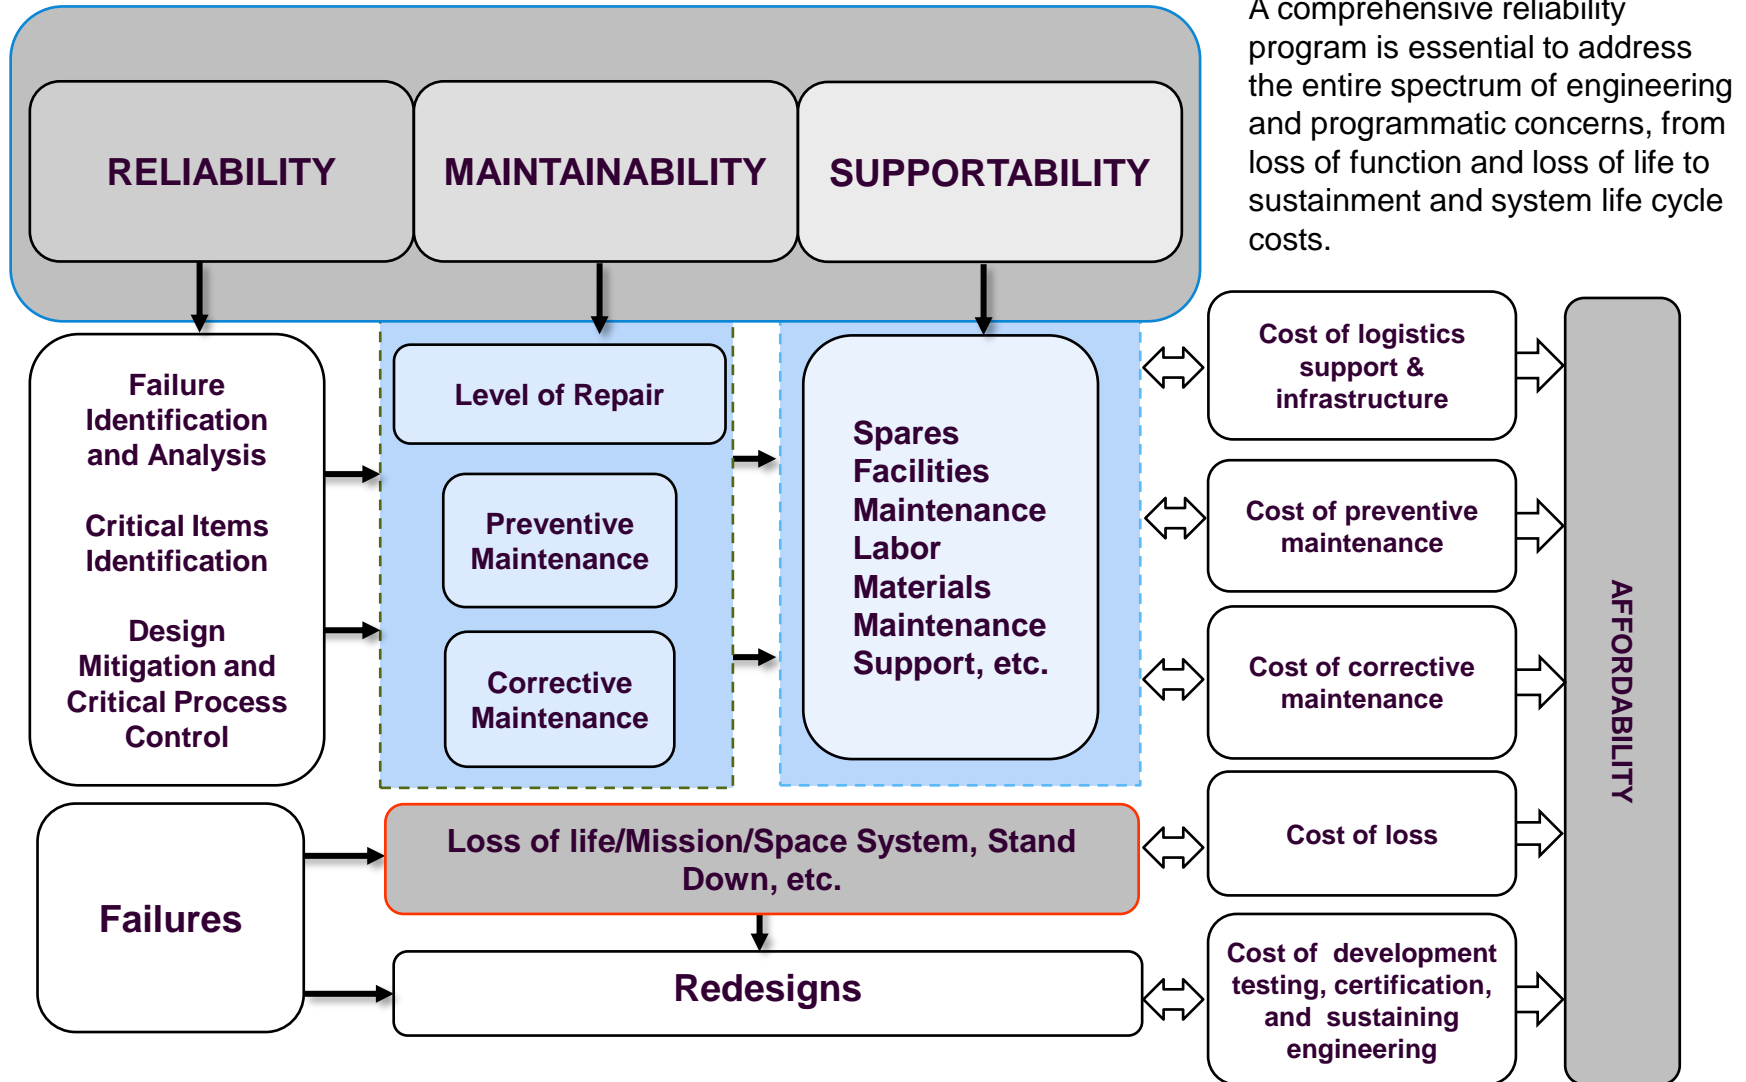 A comprehensive reliability
program is essential to address
the entire spectrum of engineering
and programmatic concerns, from
loss of function and loss of life to
sustainment and system life cycle
costs.
RELIABILITY
MAINTAINABILITY
SUPPORTABILITY
Failure
Identification
and Analysis
Critical Items
Identification
Design
Mitigation and
Critical Process
Control
Level of Repair
Preventive
Maintenance
Corrective
Maintenance
Spares
Facilities
Maintenance
Labor
Materials
Maintenance
Support, etc.
Cost of logistics
support &
infrastructure
Cost of preventive
maintenance
Cost of corrective
maintenance
Cost of loss
Cost of  development
testing, certification,
and  sustaining
engineering
AFFORDABILITY
Failures
Loss of life/Mission/Space System, Stand
Down, etc.
Redesigns